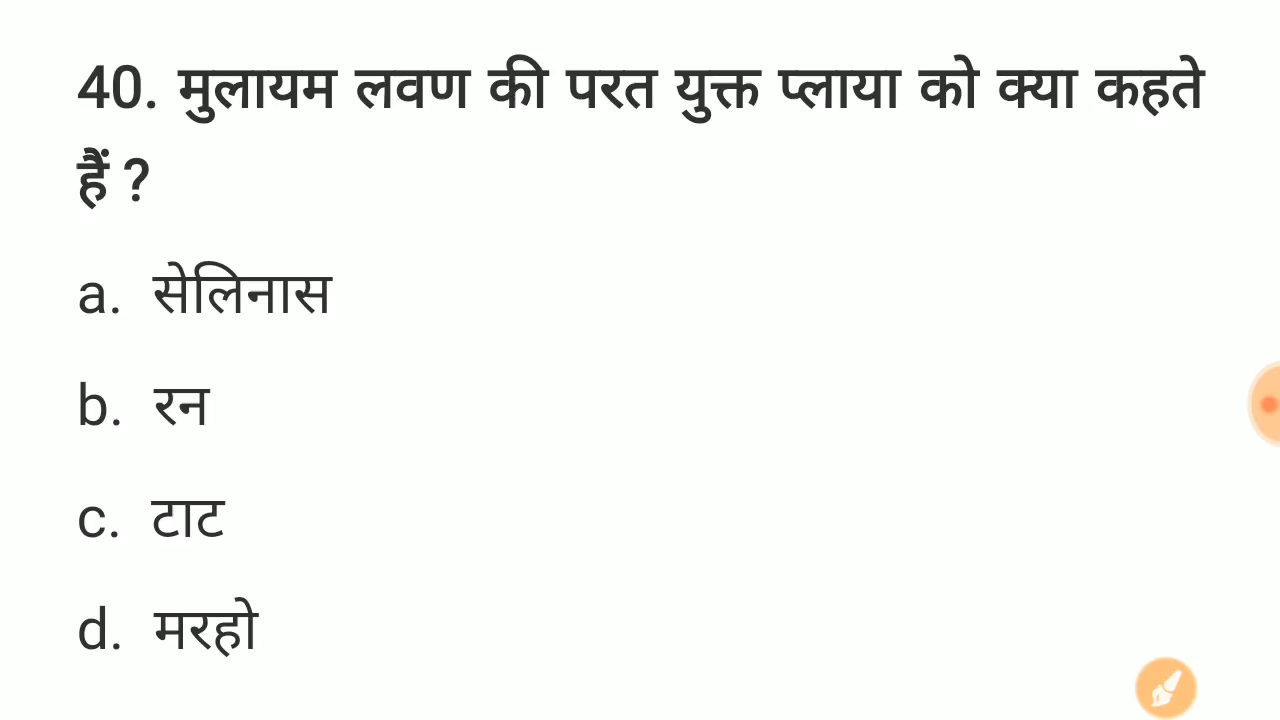 40. मुलायम लवण की परत युक्त प्लाया को क्या कहते
हैं ?
a. सेलिनास
b. रन
c. टाट
d. मरहो